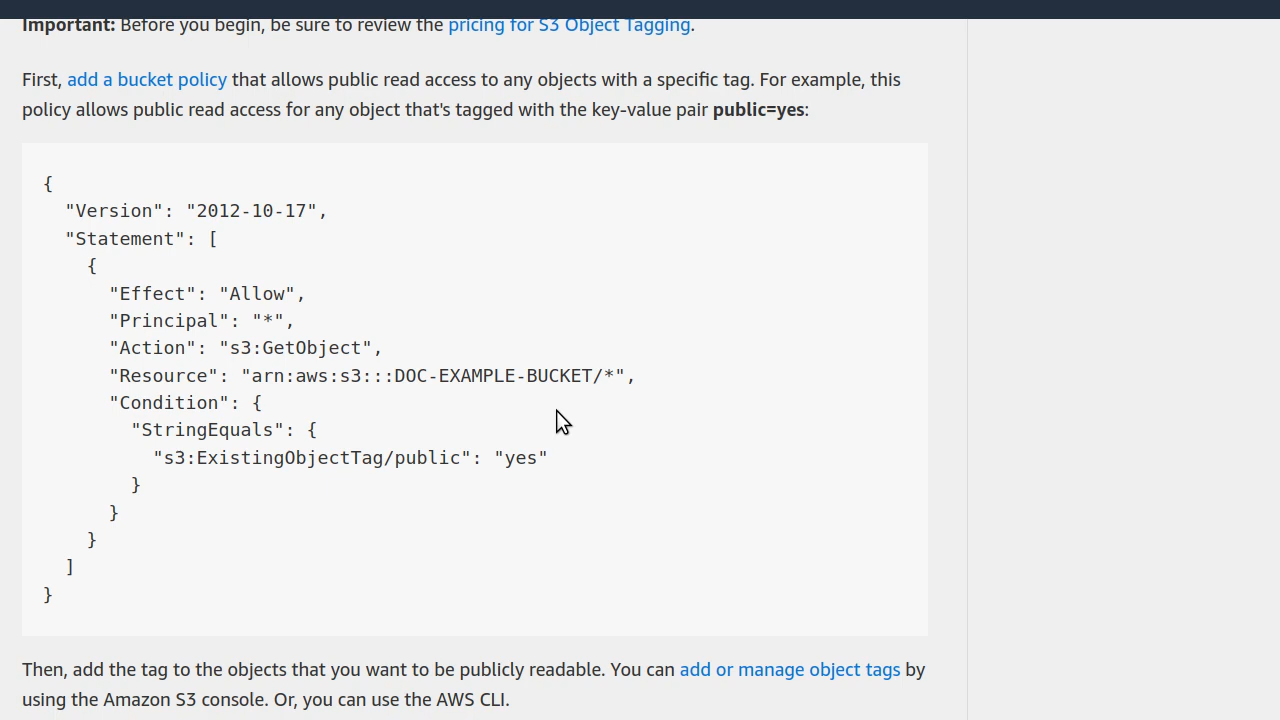 Important: Before you begin, be sure to review the pricing for S3 Object Tagging.
First, add a bucket policy that allows public read access to any objects with a specific tag. For example, this
policy allows public read access for any object that's tagged with the key-value pair public=yes:
{
  "Version": "2012-10-17",
  "Statement": [
    {
      "Effect": "Allow",
      "Principal": "*",
      "Action": "s3:GetObject",
      "Resource": "arn:aws:s3:::DOC-EXAMPLE-BUCKET/*",
      "Condition": {
        "StringEquals": {
          "s3:ExistingObjectTag/public": "yes"
        }
      }
    }
  ]
}
Then, add the tag to the objects that you want to be publicly readable. You can add or manage object tags by
using the Amazon S3 console. Or, you can use the AWS CLI.